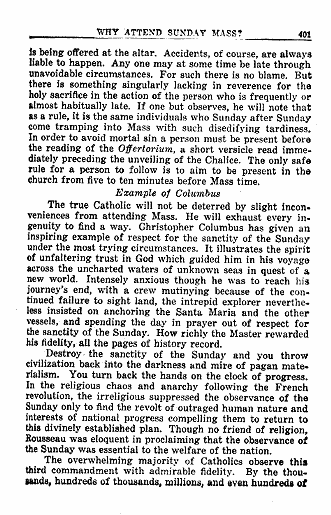 WHY ATTEND SUNDAY MASS? 401
is being offered at the altar. Accidents, of course, are always
liable to happen. Any one may at some time be late through
unavoidable circumstances. For such there is no blame. But
there is something singularly lacking in reverence for the
holy sacrifice in the action of the person who is frequently or
almost habitually late. If one but observes, he will note that
as a rule, it is the same individuals who Sunday after Sunday
come tramping into Mass with such disedifying tardiness.
In order to avoid mortal sin a person must be present before
the reading of the Offertorium, a short versicle read imme-
diately preceding the unveiling of the Chalice. The only safe
rule for a person to follow is to aim to be present in the
church from five to ten minutes before Mass time.
Example of Columbus
The true Catholic will not be deterred by slight incon-
veniences from attending Mass. He will exhaust every in-
genuity to find a way. Christopher Columbus has given an
inspiring example of respect for the sanctity of the Sunday
under the most trying circumstances. It illustrates the spirit
of unfaltering trust in God which guided him in his voyage
across the uncharted waters of unknown seas in quest of a
new world. Intensely anxious though he was to reach his
journey's end, with a crew mutinying because of the con-
tinued failure to sight land, the intrepid explorer neverthe-
less insisted on anchoring the Santa Maria and the other
vessels, and spending the day in prayer out of respect for
the sanctity of the Sunday. How richly the Master rewarded
his fidelity, all the pages of history record.
Destroy the sanctity of the Sunday and you throw
civilization back into the darkness and mire of pagan mate-
rialism. You turn back the hands on the clock of progress.
In the religious chaos and anarchy following the French
revolution, the irreligious suppressed the observance of the
Sunday only to find the revolt of outraged human nature and
interests of national progress compelling them to return to
this divinely established plan. Though no friend of religion,
Rousseau was eloquent in proclaiming that the observance of
the Sunday was essential to the welfare of the nation.
The overwhelming majority of Catholics observe this
third commandment with admirable fidelity. By the thou-
sands, hundreds of thousands, millions, and even hundreds of